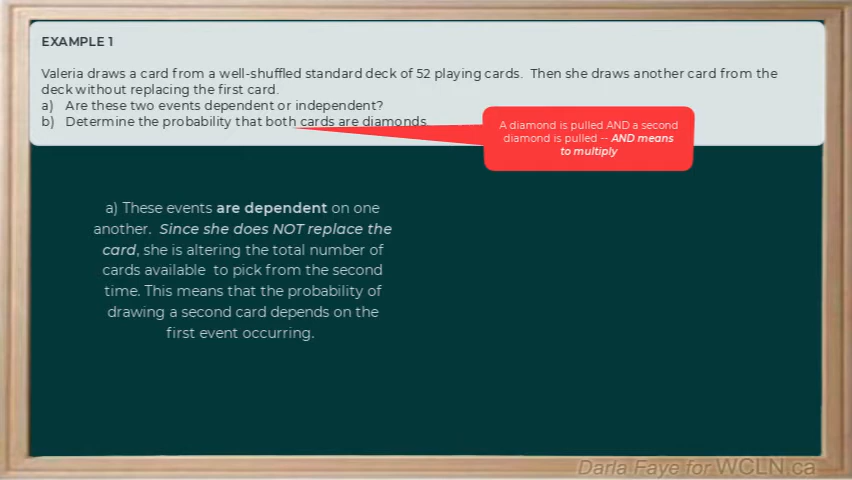 EXAMPLE 1
Valeria draws a card from a well-shuffled standard deck of 52 playing cards.  Then she draws another card from the
deck without replacing the first card.
a)   Are these two events dependent or independent?
b)   Determine the probability that both cards are diamonds.
A diamond is pulled AND a second
diamond is pulled -- AND means
to multiply
a) These events are dependent on one
another.  Since she does NOT replace the
card, she is altering the total number of
cards available  to pick from the second
time. This means that the probability of
drawing a second card depends on the
first event occurring.
Darla Faye for WCLN.ca